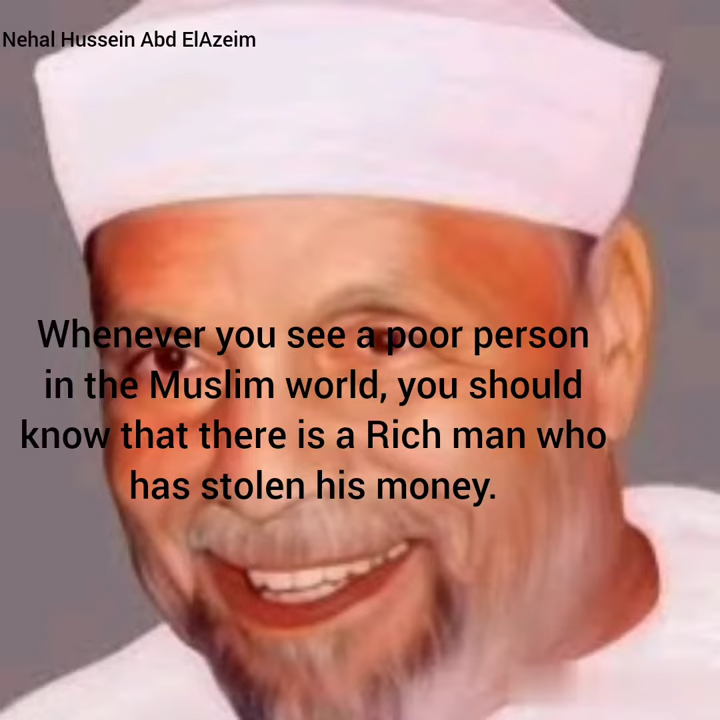 Nehal Hussein Abd ElAzeim
Whenever you see a poor person
in the Muslim world, you should
know that there is a Rich man who
has stolen his money.